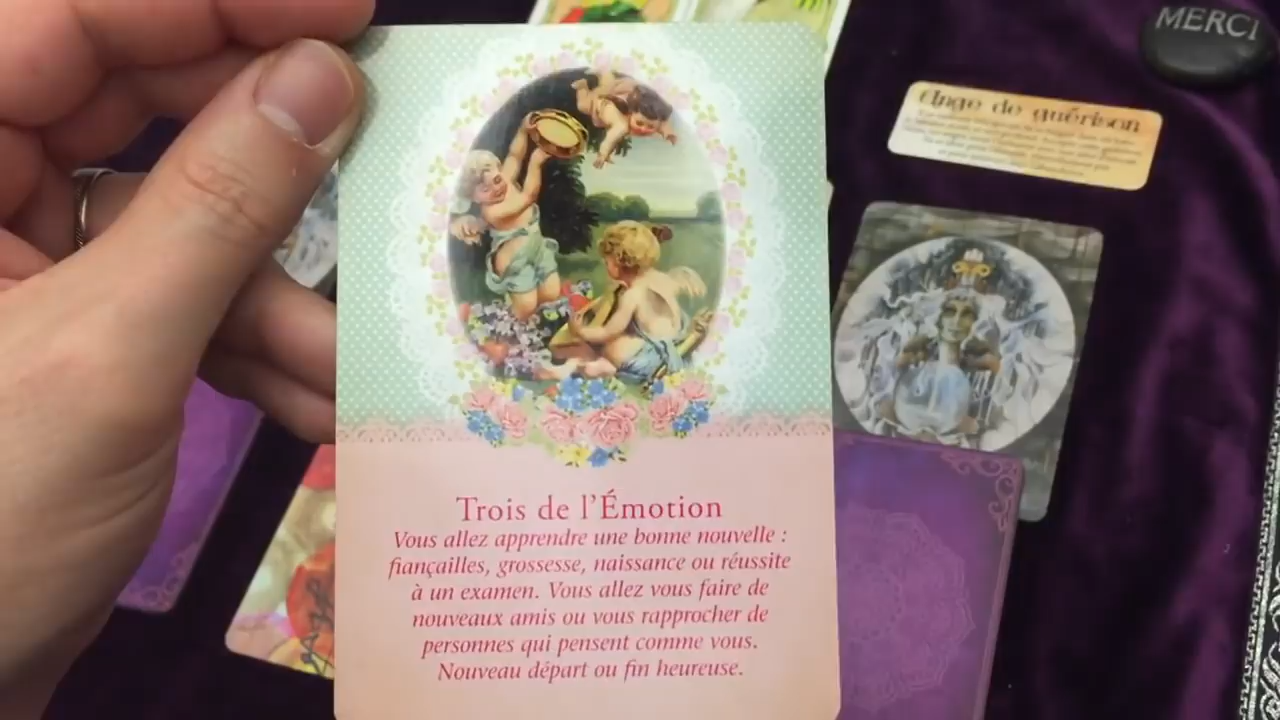 MERCI
Ange de guérison
Trois de l'Émotion
Vous allez apprendre une bonne nouvelle :
fiançailles, grossesse, naissance ou réussite
à un examen. Vous allez vous faire de
nouveaux amis ou vous rapprocher de
personnes qui pensent comme vous.
Nouveau départ ou fin heureuse.